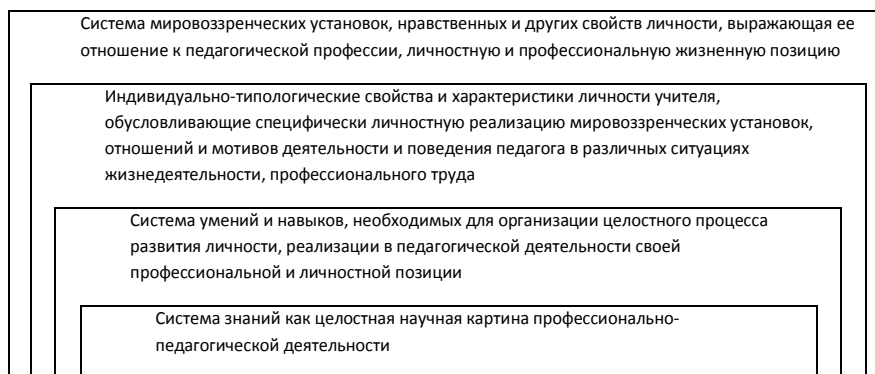 Система мировоззренческих установок, нравственных и других свойств личности, выражающая ее
отношение к педагогической профессии, личностную и профессиональную жизненную позицию
Индивидуально-типологические свойства и характеристики личности учителя,
обусловливающие специфически личностную реализацию мировоззренческих установок,
отношений и мотивов деятельности и поведения педагога в различных ситуациях
жизнедеятельности, профессионального труда
Система умений и навыков, необходимых для организации целостного процесса
развития личности, реализации в педагогической деятельности своей
профессиональной и личностной позиции
Система знаний как целостная научная картина профессионально-
педагогической деятельности